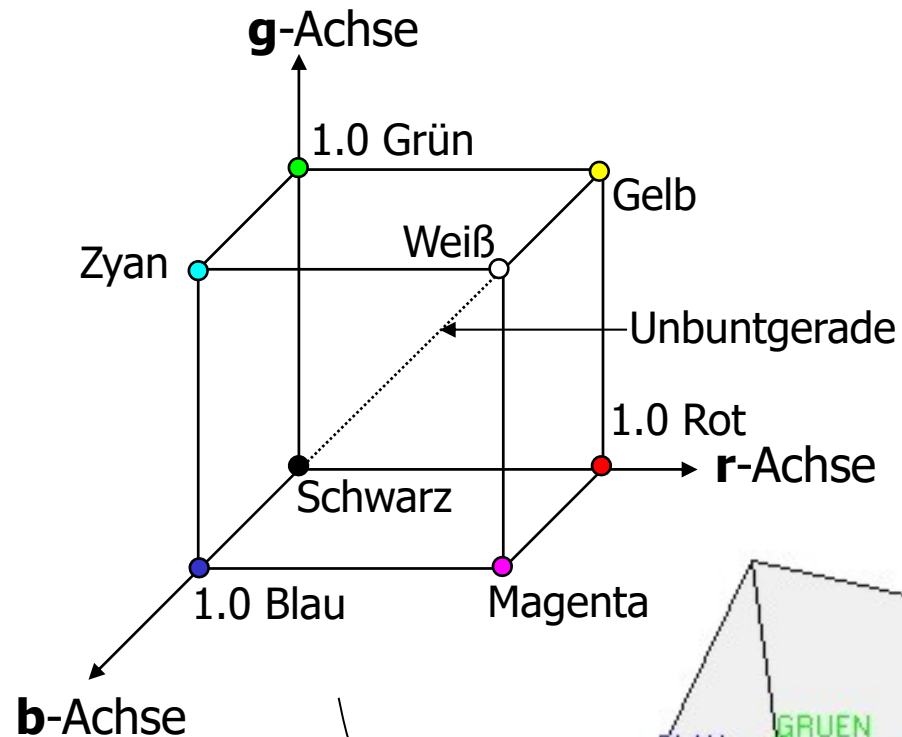 g-Achse
1.0 Grün
Gelb
Weiß
Zyan
Unbuntgerade
1.0 Rot
r-Achse
Schwarz
1.0 Blau
Magenta
b-Achse
GRUEN